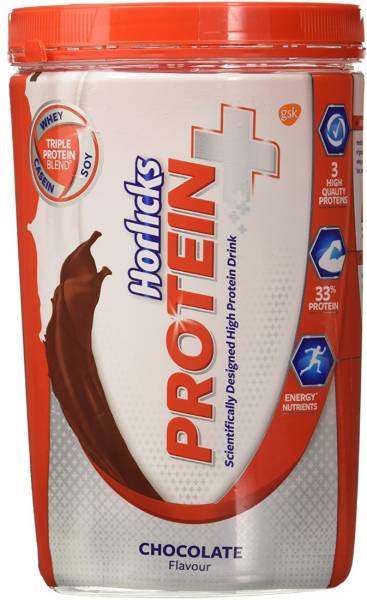 WHEY
TRIPLE
PROTEIN
BLEND
CASEIN
SOY
gsk
Horlicks
PROTEIN+
Scientifically Designed High Protein Drink
3
HIGH
QUALITY
PROTEINS
33%
PROTEIN
ENERGY
NUTRIENTS
CHOCOLATE
Flavour